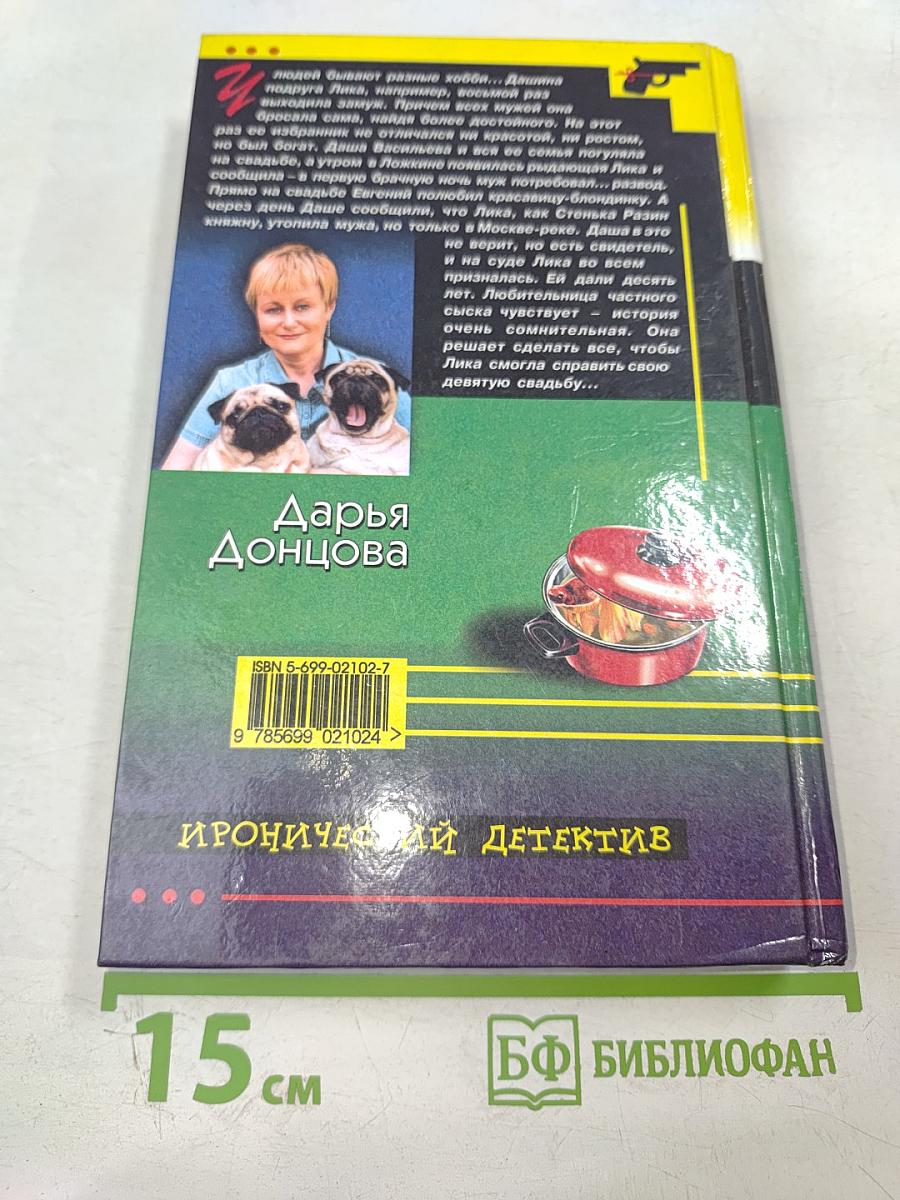 У людей бывают разные хобби... Дашина
подруга Лика, например, восьмой раз
выходила замуж. Причем всех мужей она
бросала сама, найдя более достойного. На этот
раз ее избранник не отличался ни красотой, ни ростом,
не был богат. Даша Васильева и вся ее семья погуляла
на свадьбе, а утром в Ложкине появилась рыдающая Лика и
сообщила – в первую брачную ночь муж потребовал... развод.
Прямо на свадьбе Евгений полюбил красавицу-блондинку. А
через день Даше сообщили, что Лика, как Стенька Разин
княжну, утопила мужа, но только в Москве-реке. Даша в это
не верит, но есть свидетель,
и на суде Лика во всем
призналась. Ей дали десять
лет. Любительница частного
сыска чувствует – история
очень сомнительная. Она
решает сделать все, чтобы
Лика смогла справить свою
девятую свадьбу...
Дарья
Донцова
ISBN 5-699-02102-7
9 785699 021024 >
ИРОНИЧЕСКИЙ ДЕТЕКТИВ
15 см
БФ БИБЛИОФАН